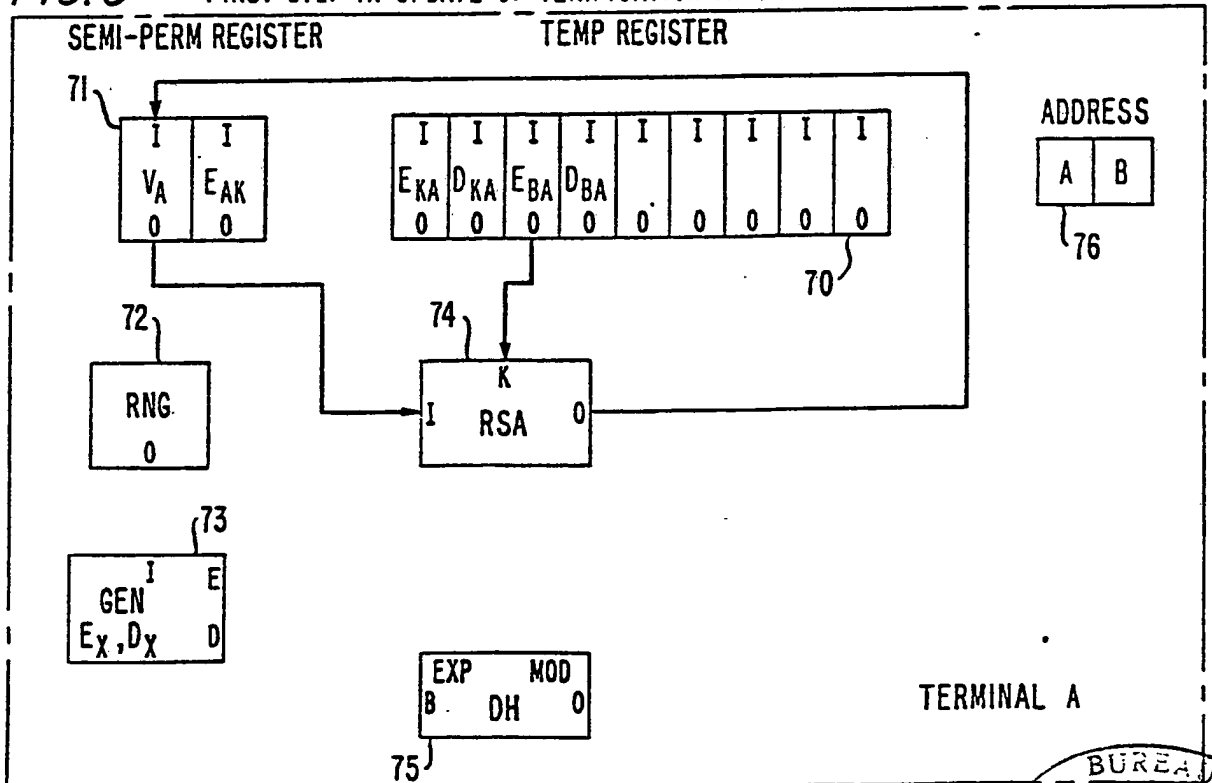 SEMI-PERM REGISTER TEMP REGISTER
71
I I
V_A E_AK
0 0
I I I I I I I I I
E_KA D_KA E_BA D_BA
0 0 0 0 0 0 0 0 0
70
ADDRESS
A B
76
72
RNG
0
74
K
I RSA 0
73
I E
GEN
E_X, D_X D
EXP MOD
B DH 0
75
TERMINAL A